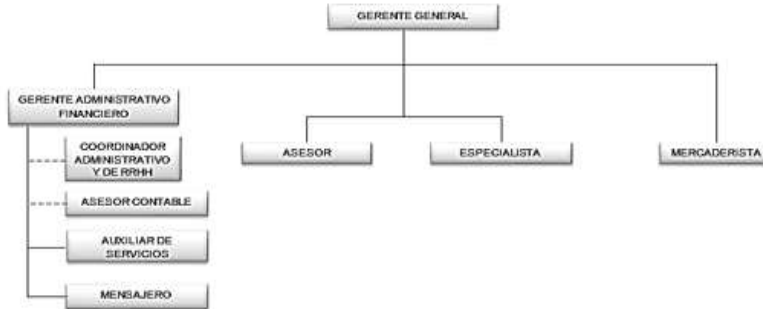 GERENTE GENERAL
GERENTE ADMINISTRATIVO
FINANCIERO
COORDINADOR
ADMINISTRATIVO
Y DE RRHH
ASESOR CONTABLE
AUXILIAR DE
SERVICIOS
MENSAJERO
ASESOR
ESPECIALISTA
MERCADERISTA